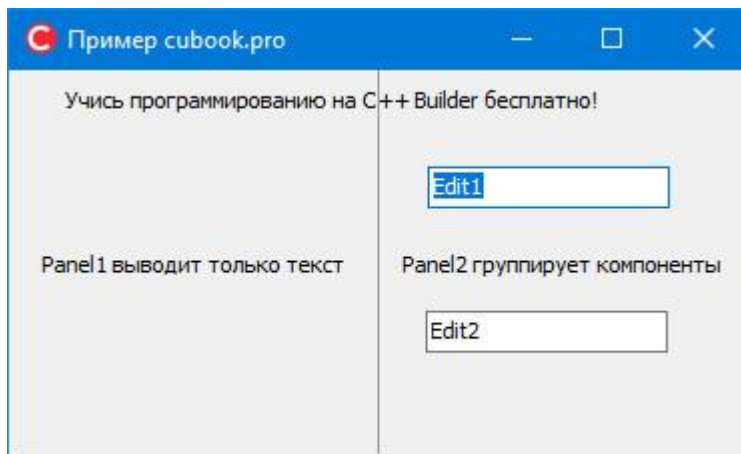 C Пример cubook.pro
Учись программированию на C++ Builder бесплатно!
Edit1
Panel1 выводит только текст
Panel2 группирует компоненты
Edit2